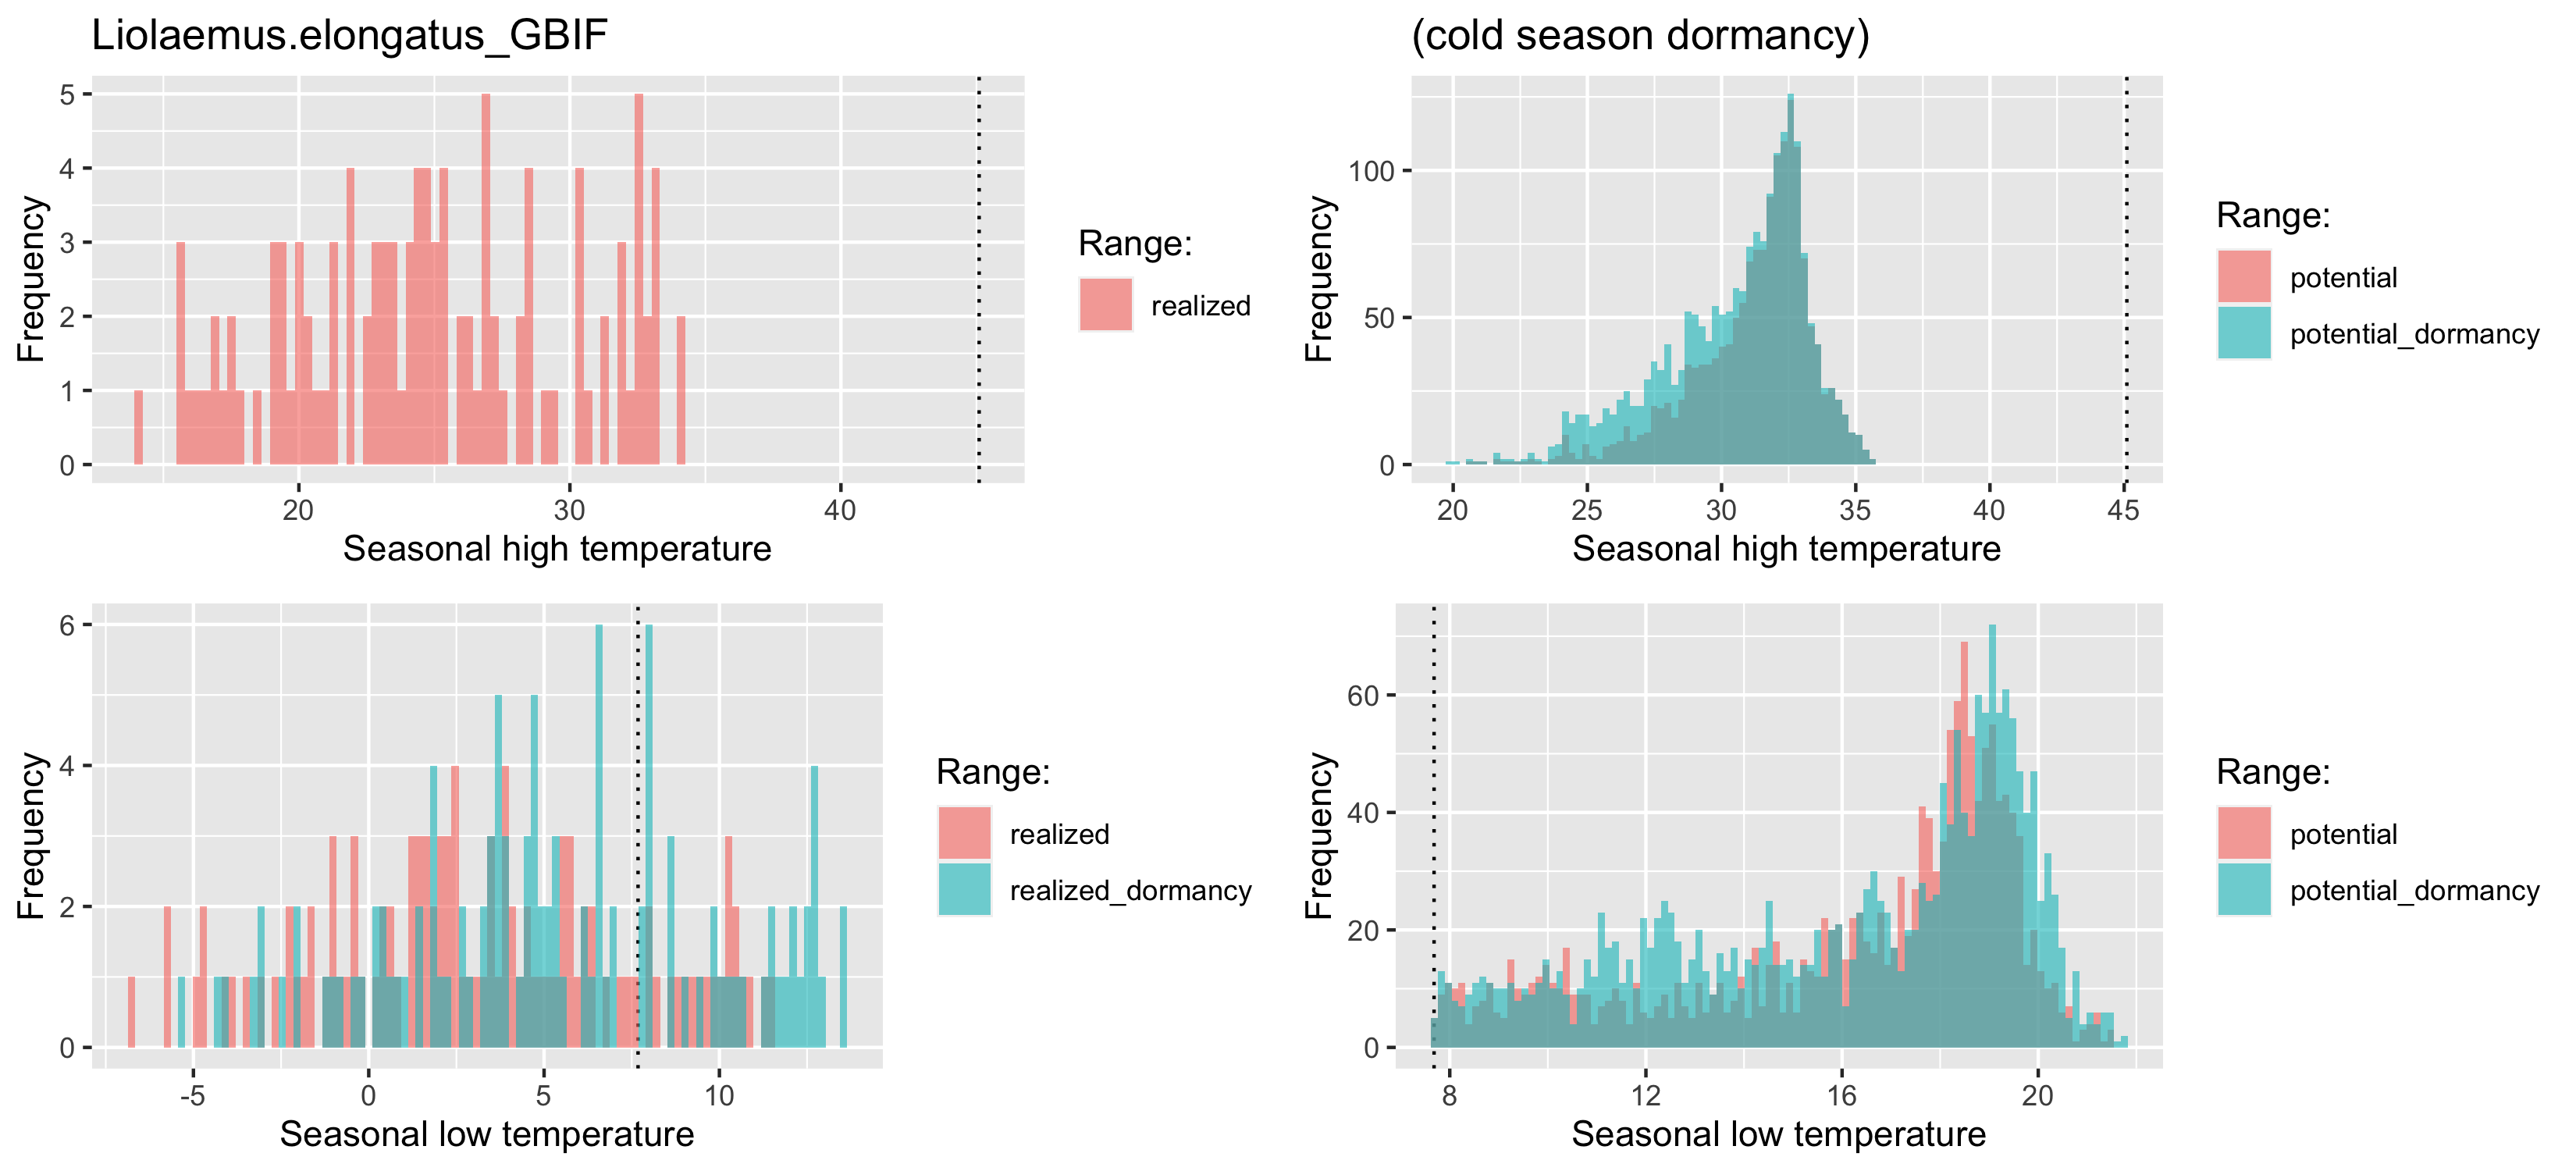 Liolaemus.elongatus_GBIF
5
4
3
2
1
0
Frequency
20 30 40
Seasonal high temperature
Range:
realized
(cold season dormancy)
100
50
0
Frequency
20 25 30 35 40 45
Seasonal high temperature
Range:
potential
potential_dormancy
6
4
2
0
Frequency
-5 0 5 10
Seasonal low temperature
Range:
realized
realized_dormancy
60
40
20
0
Frequency
8 12 16 20
Seasonal low temperature
Range:
potential
potential_dormancy